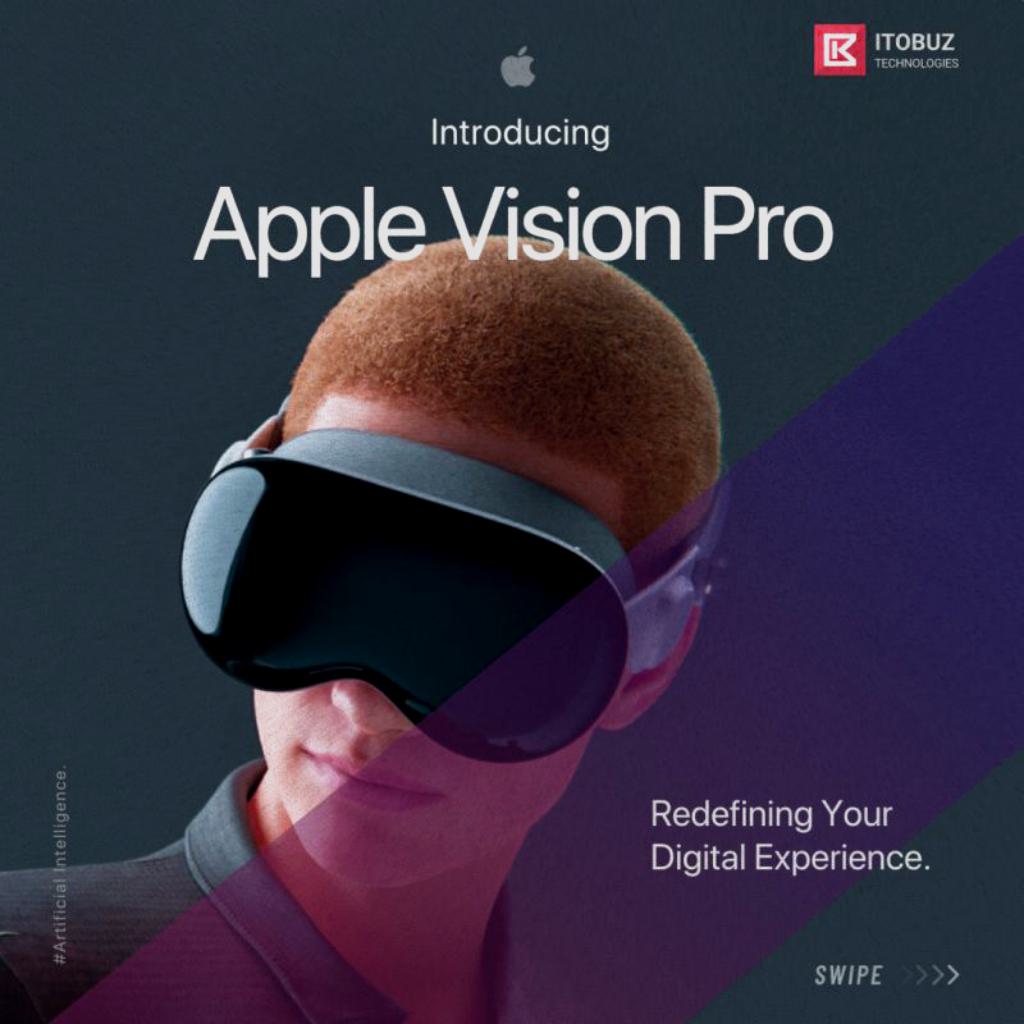 ITOBUZ
TECHNOLOGIES
Introducing
Apple Vision Pro
Redefining Your
Digital Experience.
#Artificial Intelligence.
SWIPE